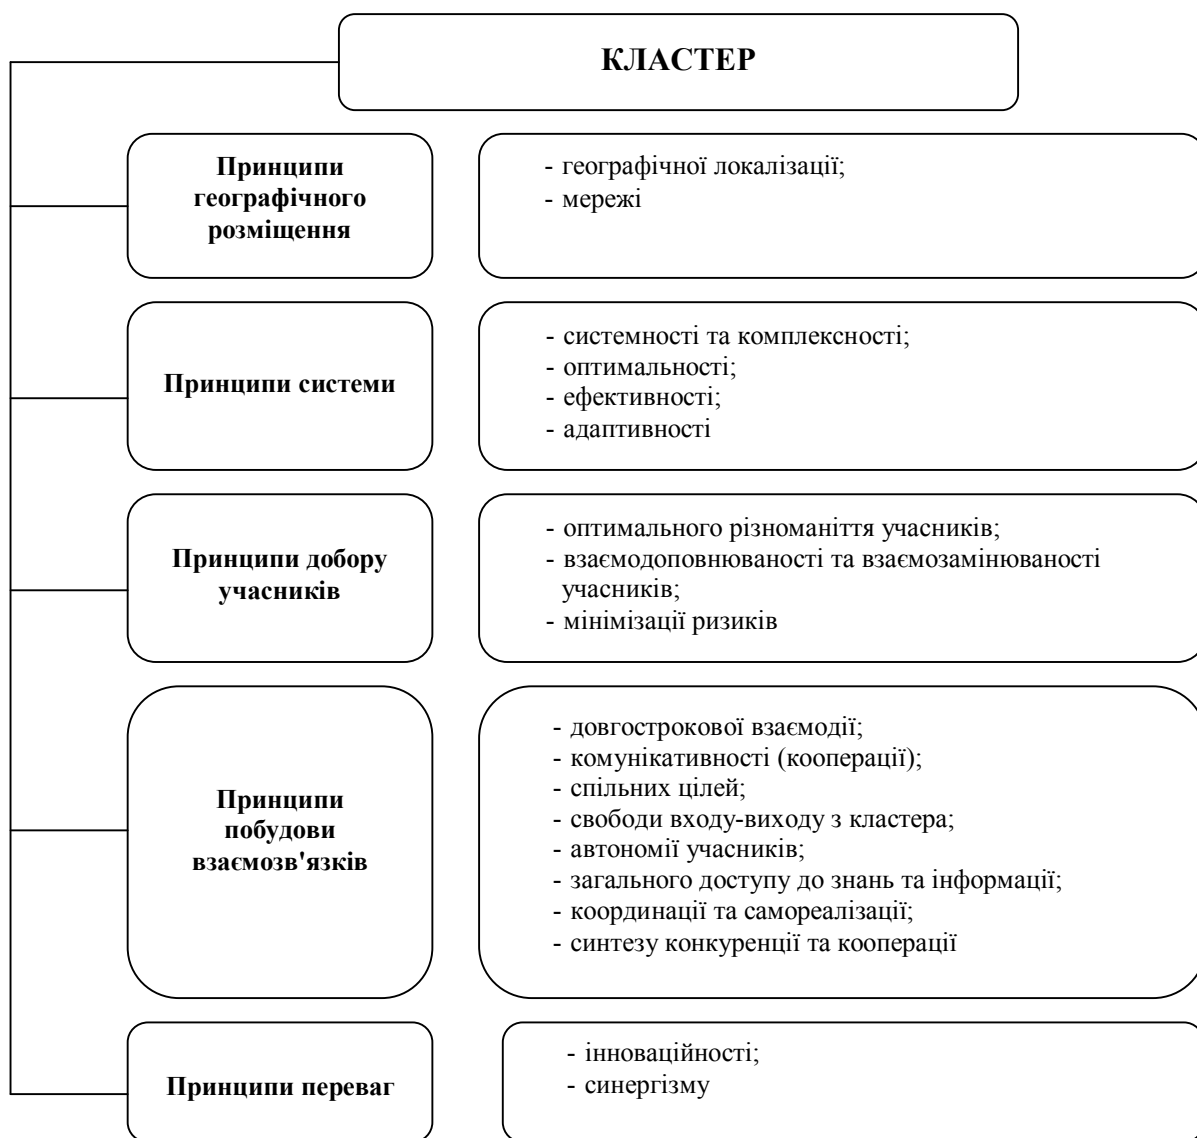 КЛАСТЕР
Принципи
географічного
розміщення
- географічної локалізації;
- мережі
Принципи системи
- системності та комплексності;
- оптимальності;
- ефективності;
- адаптивності
Принципи добору
учасників
- оптимального різноманіття учасників;
- взаємодоповнюваності та взаємозамінюваності
учасників;
- мінімізації ризиків
Принципи
побудови
взаємозв'язків
- довгострокової взаємодії;
- комунікативності (кооперації);
- спільних цілей;
- свободи входу-виходу з кластера;
- автономії учасників;
- загального доступу до знань та інформації;
- координації та самореалізації;
- синтезу конкуренції та кооперації
Принципи переваг
- інноваційності;
- синергізму